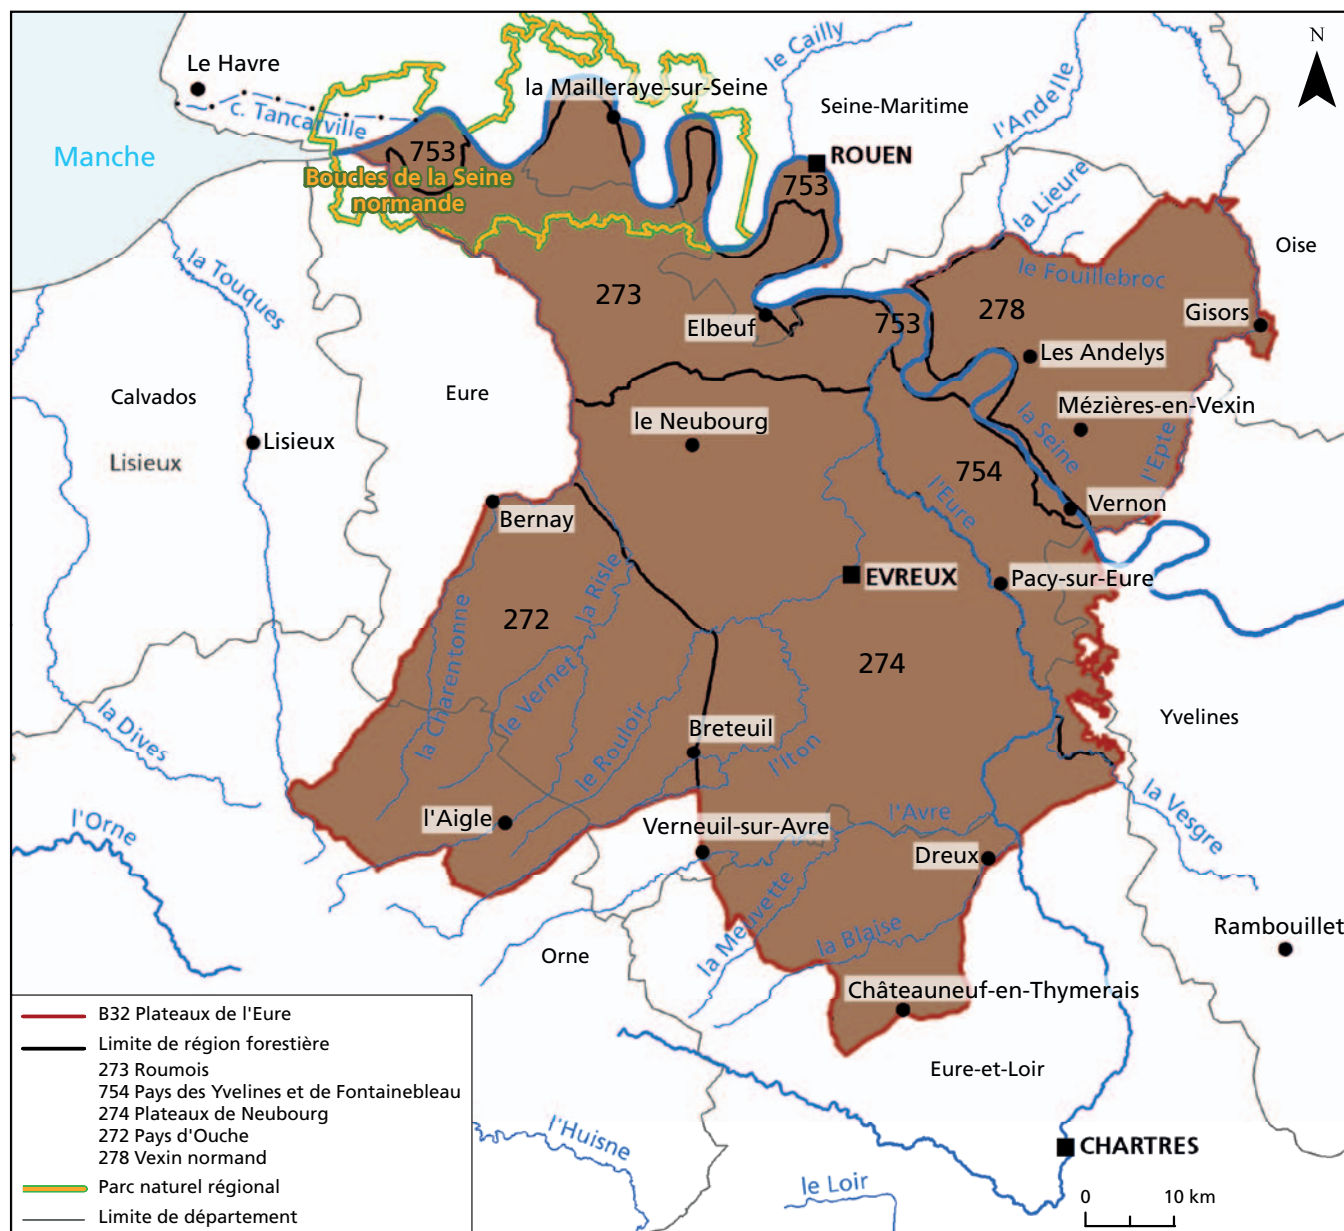 N
Le Havre
la Mailleraye-sur-Seine
le Cailly
Seine-Maritime
l'Andelle
c. Tancarville
Manche
753
ROUEN
753
Boucles de la Seine
normande
la Lieure
Oise
la Touques
le Fouillebroc
273
278
Gisors
Elbeuf
753
Les Andelys
Calvados
Eure
Mézières-en-Vexin
le Neubourg
la Seine
Lisieux
Lisieux
754
l'Epte
l'Eure
Vernon
Bernay
EVREUX
Pacy-sur-Eure
la Risle
272
la Charentonne
274
le Vernet
la Dives
le Rouloir
Breteuil
l'Iton
Yvelines
l'Orne
l'Aigle
Verneuil-sur-Avre
l'Avre
la Vesgre
Dreux
la Meuvette
la Blaise
Rambouillet
Orne
Châteauneuf-en-Thymerais
Eure-et-Loir
l'Huisne
CHARTRES
le Loir
0 10 km
B32 Plateaux de l'Eure
Limite de région forestière
273 Roumois
754 Pays des Yvelines et de Fontainebleau
274 Plateaux de Neubourg
272 Pays d'Ouche
278 Vexin normand
Parc naturel régional
Limite de département